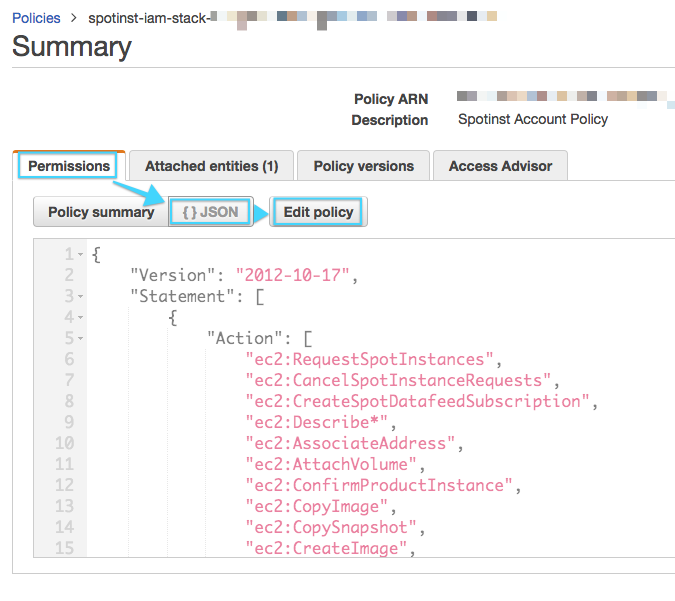 Policies > spotinst-iam-stack-
Summary
Policy ARN
Description Spotinst Account Policy
Permissions Attached entities (1) Policy versions Access Advisor
Policy summary { } JSON Edit policy
1 {
2 "Version": "2012-10-17",
3 "Statement": [
4 {
5 "Action": [
6 "ec2:RequestSpotInstances",
7 "ec2:CancelSpotInstanceRequests",
8 "ec2:CreateSpotDatafeedSubscription",
9 "ec2:Describe*",
10 "ec2:AssociateAddress",
11 "ec2:AttachVolume",
12 "ec2:ConfirmProductInstance",
13 "ec2:CopyImage",
14 "ec2:CopySnapshot",
15 "ec2:CreateImage",